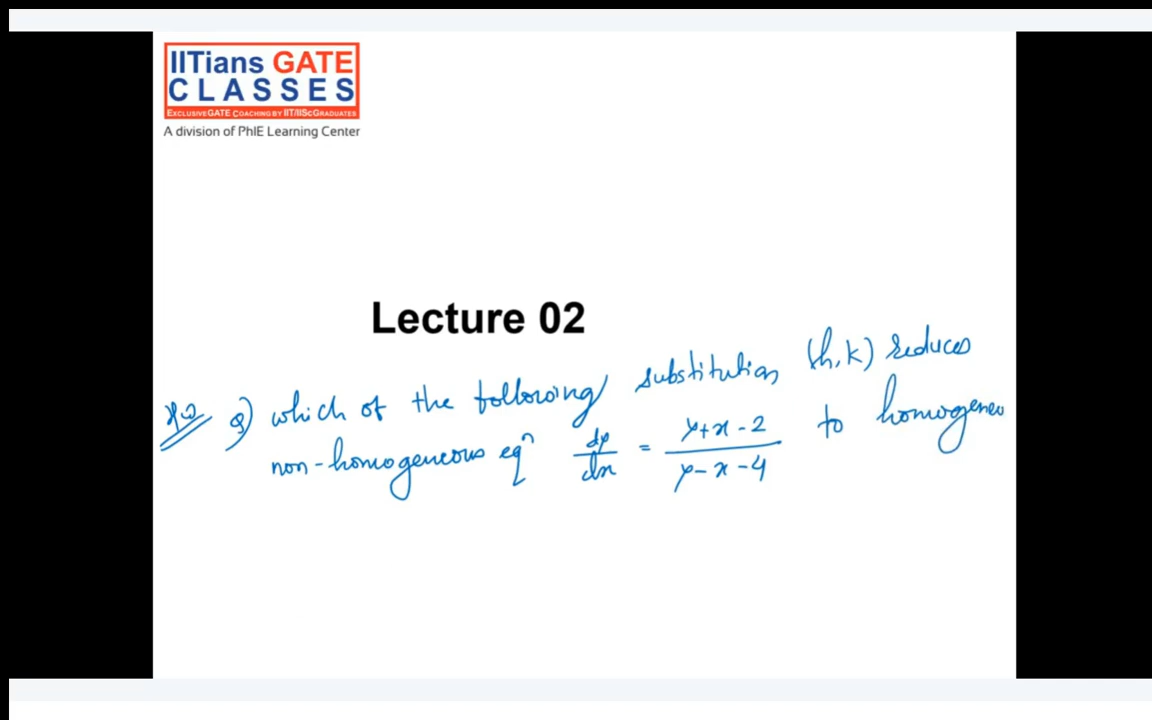 IITians GATE
CLASSES
EXCLUSIVE GATE COACHING BY IIT/IISC GRADUATES
A division of PhIE Learning Center
Lecture 02
Q) which of the following substitution (h,k) reduces
non-homogeneous eqⁿ dy/dx = y+x-2/y-x-4 to homogeneo